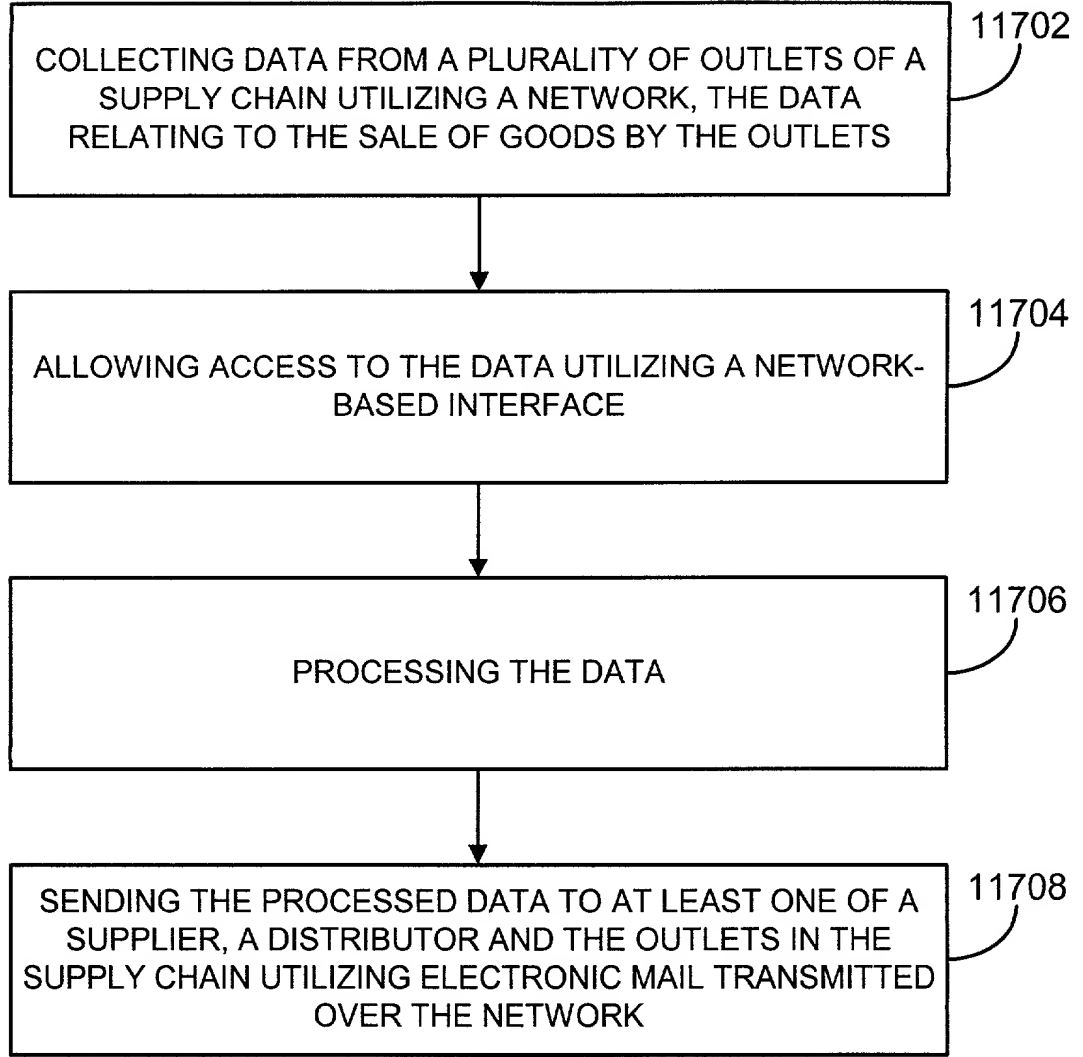 11702
COLLECTING DATA FROM A PLURALITY OF OUTLETS OF A
SUPPLY CHAIN UTILIZING A NETWORK, THE DATA
RELATING TO THE SALE OF GOODS BY THE OUTLETS
11704
ALLOWING ACCESS TO THE DATA UTILIZING A NETWORK-
BASED INTERFACE
11706
PROCESSING THE DATA
11708
SENDING THE PROCESSED DATA TO AT LEAST ONE OF A
SUPPLIER, A DISTRIBUTOR AND THE OUTLETS IN THE
SUPPLY CHAIN UTILIZING ELECTRONIC MAIL TRANSMITTED
OVER THE NETWORK